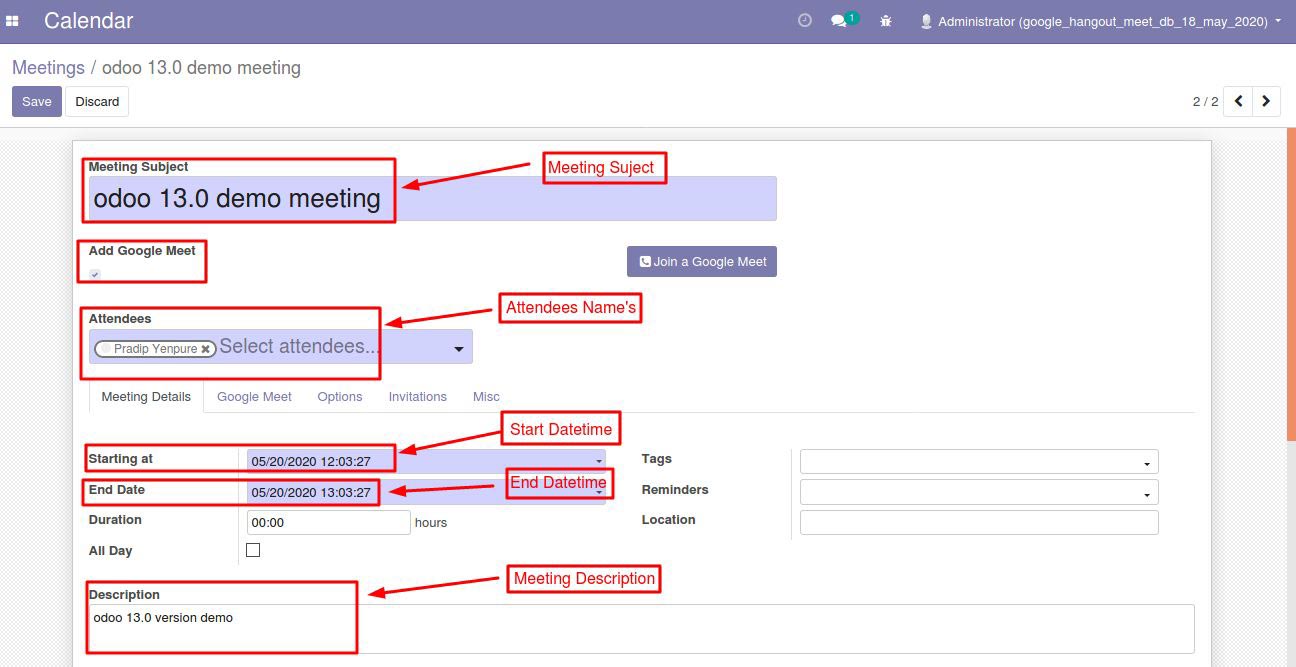 Calendar
1
Administrator (google_hangout_meet_db_18_may_2020)
Meetings / odoo 13.0 demo meeting
Save Discard
2 / 2
Meeting Subject
Meeting Suject
odoo 13.0 demo meeting
Add Google Meet
Join a Google Meet
Attendees Name's
Attendees
Pradip Yenpure Select attendees...
Meeting Details Google Meet Options Invitations Misc
Start Datetime
Starting at 05/20/2020 12:03:27 Tags
End Datetime
End Date 05/20/2020 13:03:27 Reminders
Duration 00:00 hours Location
All Day
Meeting Description
Description
odoo 13.0 version demo